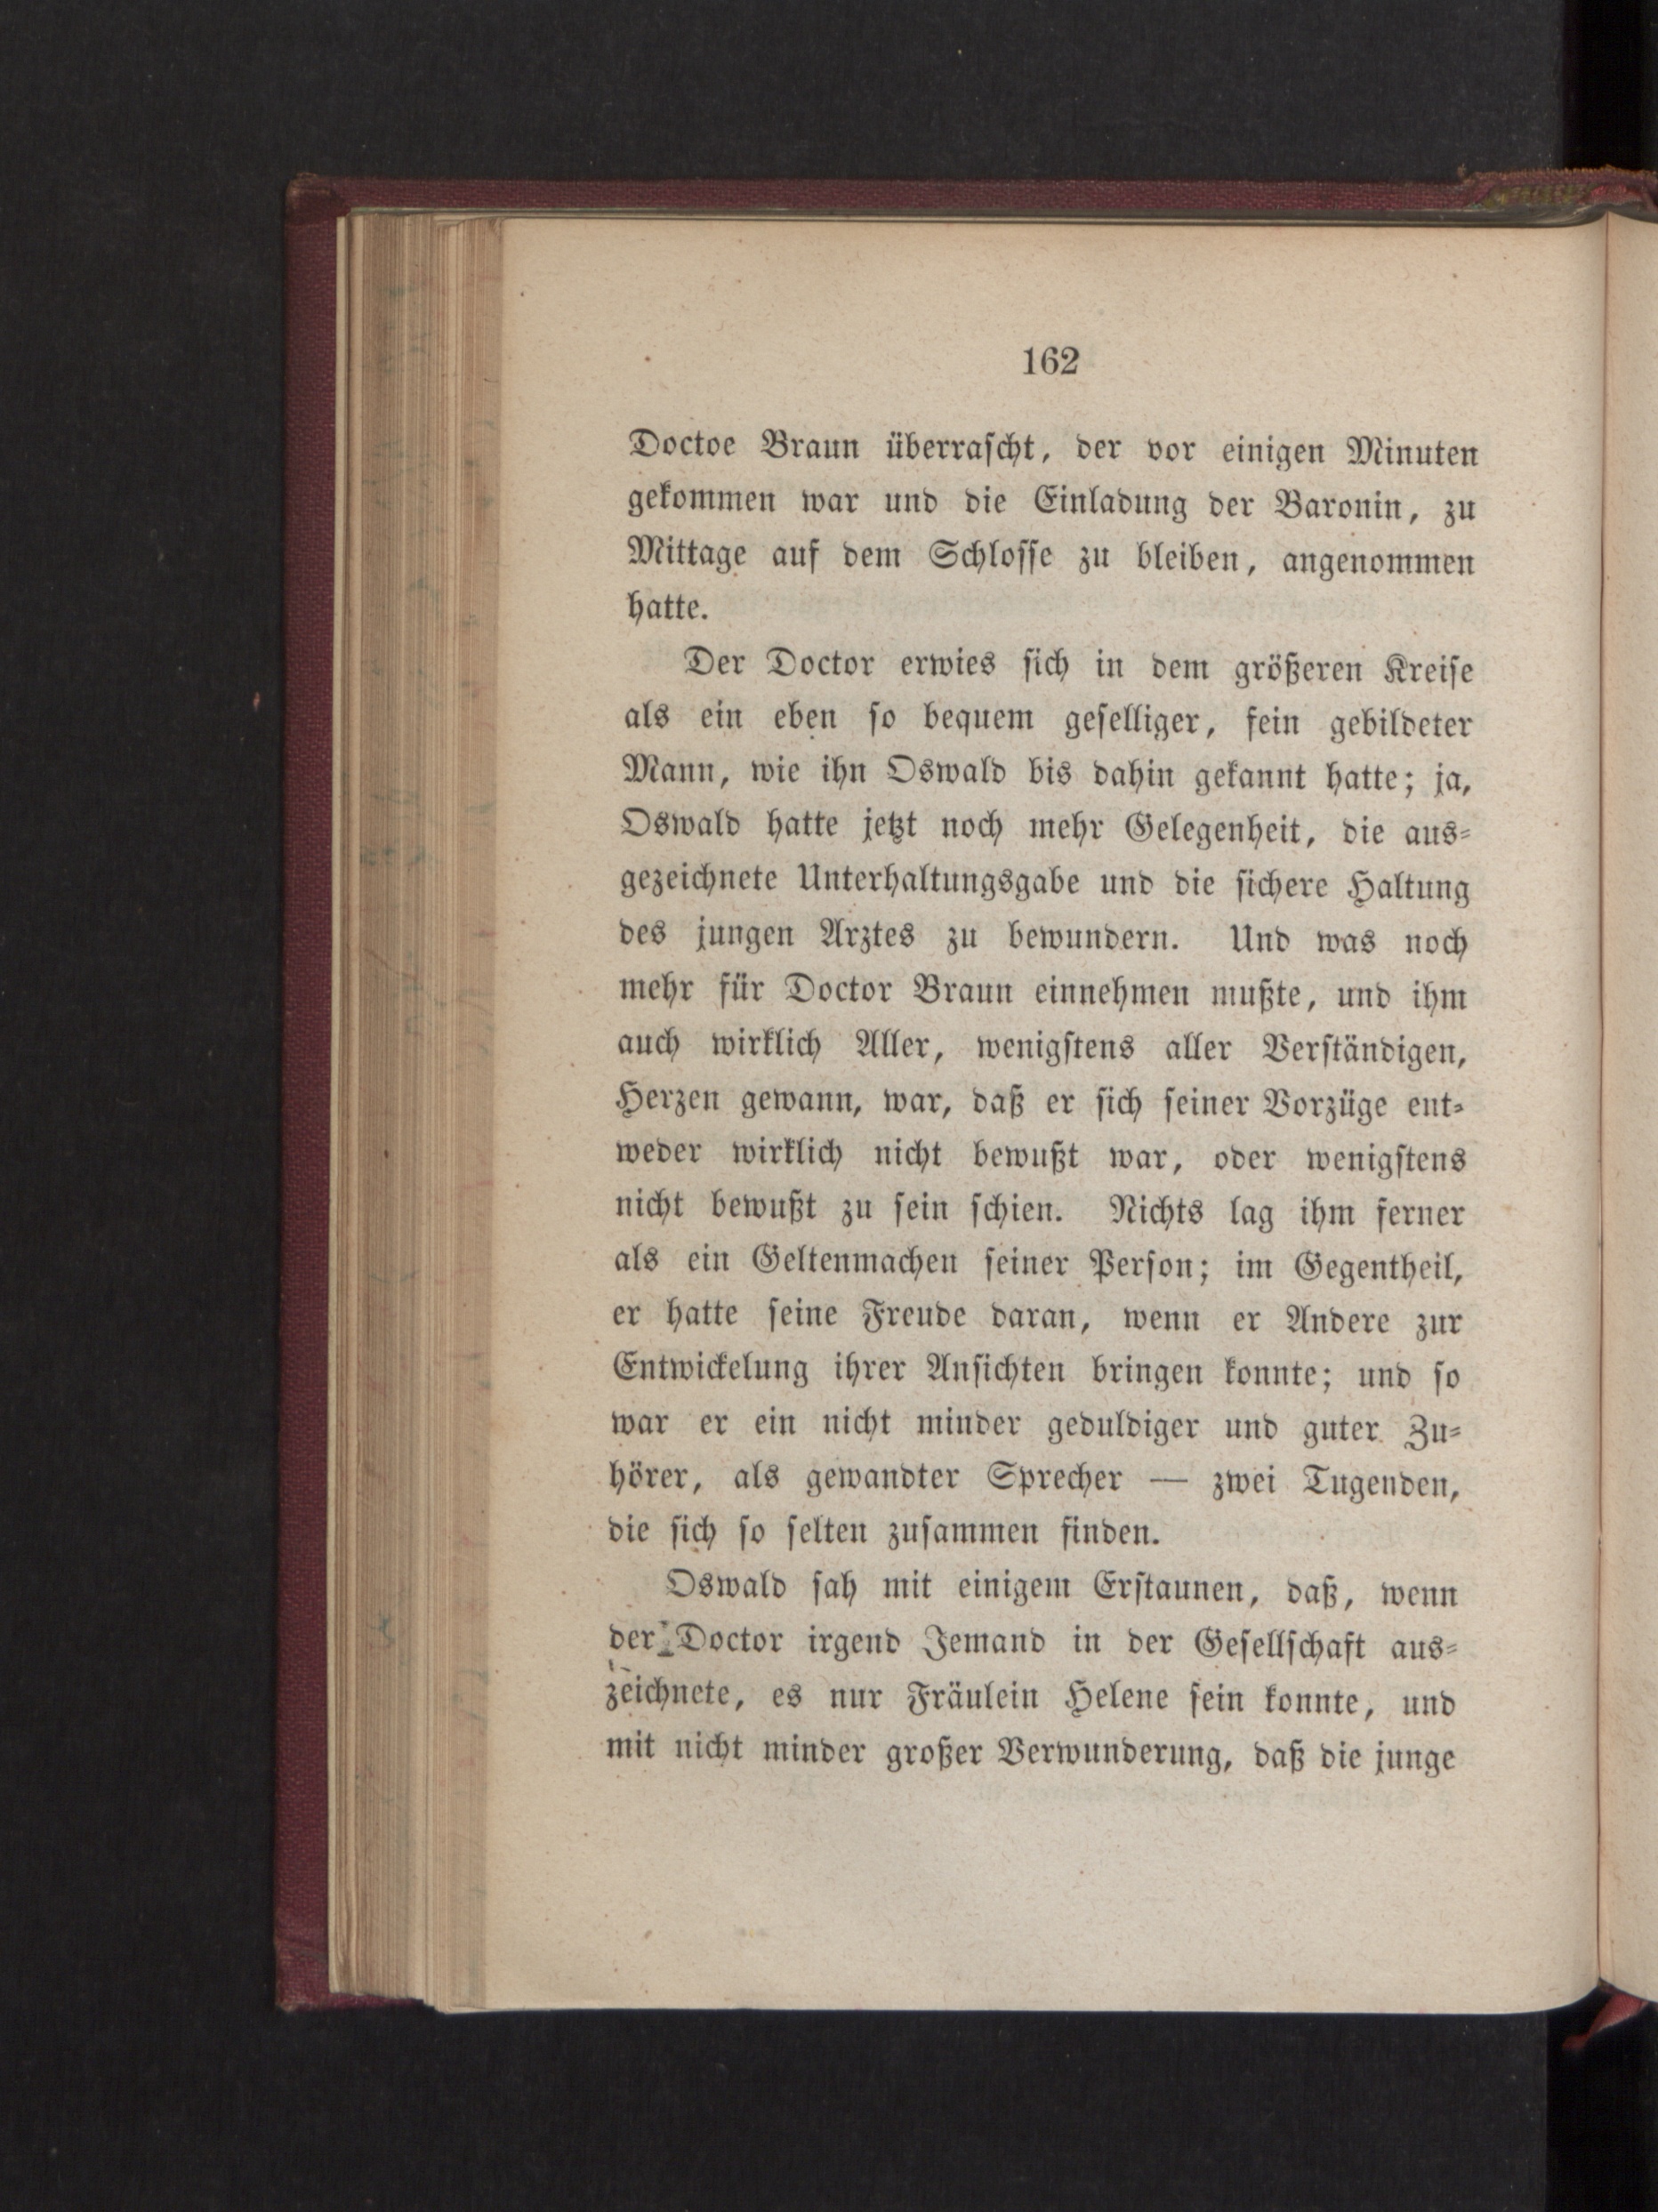 162
Doctoe Braun überrascht, der vor einigen Minuten
gekommen war und die Einladung der Baronin, zu
Mittage auf dem Schlosse zu bleiben, angenommen
hatte.
Der Doctor erwies sich in dem größeren Kreise
als ein eben so bequem geselliger, fein gebildeter
Mann, wie ihn Oswald bis dahin gekannt hatte; ja,
Oswald hatte jetzt noch mehr Gelegenheit, die aus-
gezeichnete Unterhaltungsgabe und die sichere Haltung
des jungen Arztes zu bewundern. Und was noch
mehr für Doctor Braun einnehmen mußte, und ihm
auch wirklich Aller, wenigstens aller Verständigen,
Herzen gewann, war, daß er sich seiner Vorzüge ent-
weder wirklich nicht bewußt war, oder wenigstens
nicht bewußt zu sein schien. Nichts lag ihm ferner
als ein Geltenmachen seiner Person; im Gegentheil,
er hatte seine Freude daran, wenn er Andere zur
Entwickelung ihrer Ansichten bringen konnte; und so
war er ein nicht minder geduldiger und guter Zu-
hörer, als gewandter Sprecher — zwei Tugenden,
die sich so selten zusammen finden.
Oswald sah mit einigem Erstaunen, daß, wenn
der Doctor irgend Jemand in der Gesellschaft aus-
zeichnete, es nur Fräulein Helene sein konnte, und
mit nicht minder großer Verwunderung, daß die junge